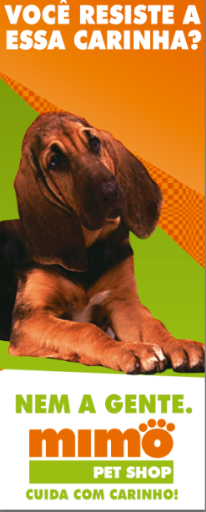 VOCÊ RESISTE A
ESSA CARINHA?
NEM A GENTE.
mimo
PET SHOP
CUIDA COM CARINHO!